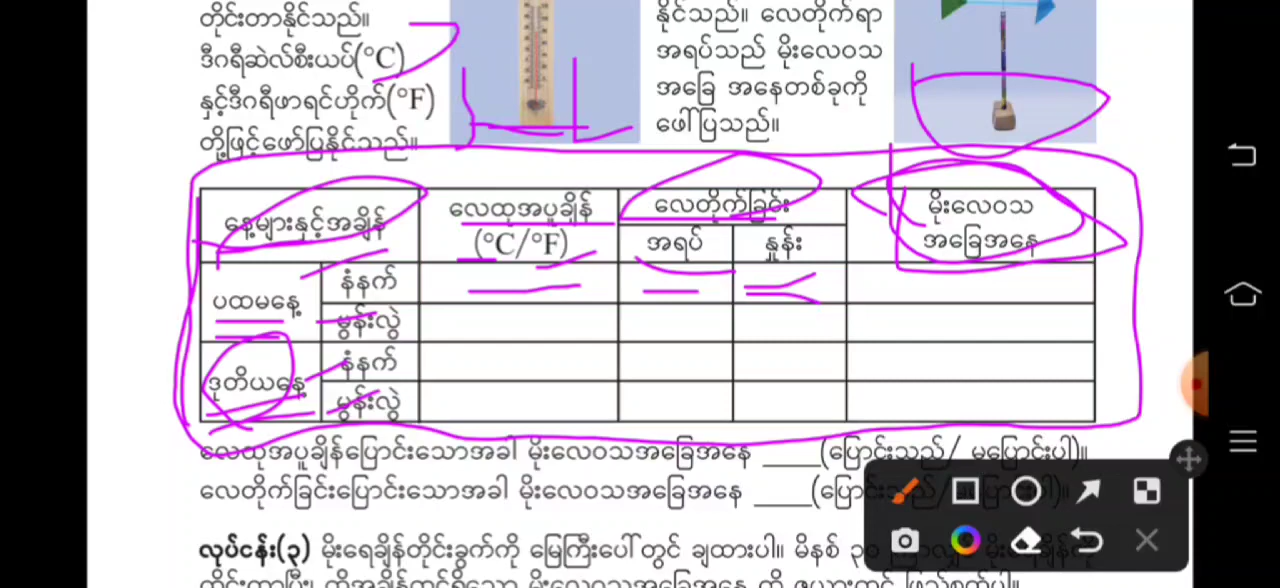 တိုင်းတာနိုင်သည်။
ဒီဂရီဆဲလ်စီးယပ်(°C)
နှင့်ဒီဂရီဖာရင်ဟိုက်(°F)
တို့ဖြင့်ဖော်ပြနိုင်သည်။
နိုင်သည်။ လေတိုက်ရာ
အရပ်သည် မိုးလေဝသ
အခြေ အနေတစ်ခုကို
ဖေါ်ပြသည်။
နေ့များနှင့်အချိန်
လေထုအပူချိန်
(°C/°F)
လေတိုက်ခြင်း
အရပ်
နှုန်း
မိုးလေဝသ
အခြေအနေ
ပထမနေ့
နံနက်
မွန်းလွဲ
ဒုတိယနေ့
နံနက်
မွန်းလွဲ
လေထုအပူချိန်ပြောင်းသောအခါ မိုးလေဝသအခြေအနေ ____(ပြောင်းသည်/ မပြောင်းပါ)။
လေတိုက်ခြင်းပြောင်းသောအခါ မိုးလေဝသအခြေအနေ ____(ပြောင်းသည်/
လုပ်ငန်း(၃) မိုးရေချိန်တိုင်းခွက်ကို မြေကြီးပေါ်တွင် ချထားပါ။ မိနစ် ၃၀